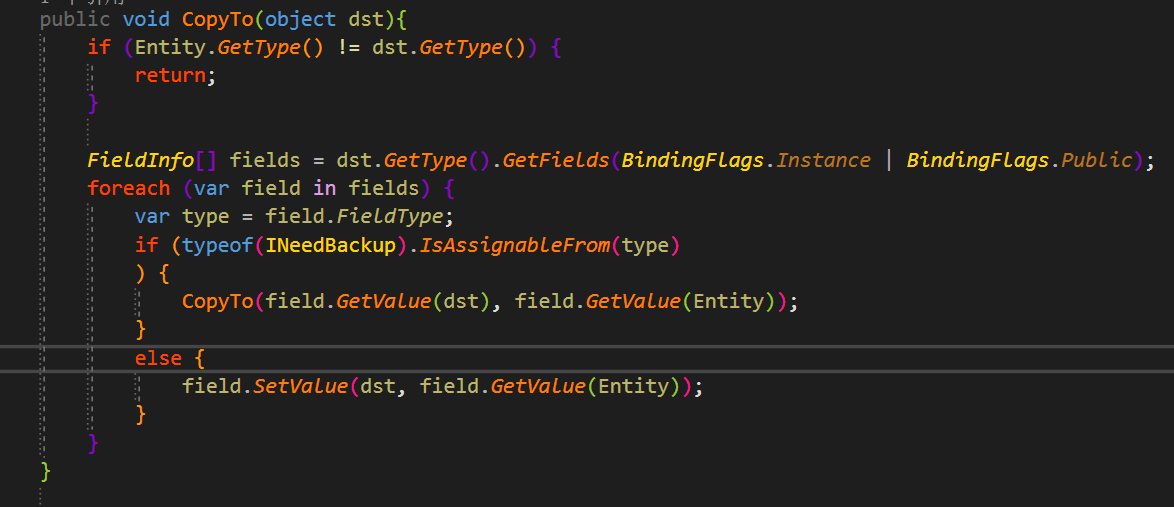 public void CopyTo(object dst){
if (Entity.GetType() != dst.GetType()) {
return;
}
FieldInfo[] fields = dst.GetType().GetFields(BindingFlags.Instance | BindingFlags.Public);
foreach (var field in fields) {
var type = field.FieldType;
if (typeof(INeedBackup).IsAssignableFrom(type)
) {
CopyTo(field.GetValue(dst), field.GetValue(Entity));
}
else {
field.SetValue(dst, field.GetValue(Entity));
}
}
}